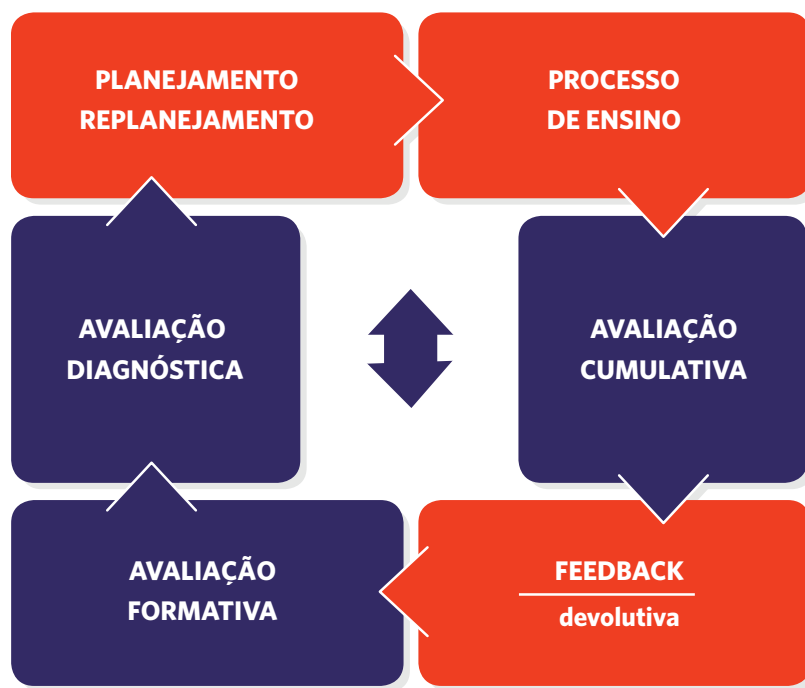 PLANEJAMENTO
REPLANEJAMENTO
PROCESSO
DE ENSINO
AVALIAÇÃO
DIAGNÓSTICA
AVALIAÇÃO
CUMULATIVA
AVALIAÇÃO
FORMATIVA
FEEDBACK
devolutiva